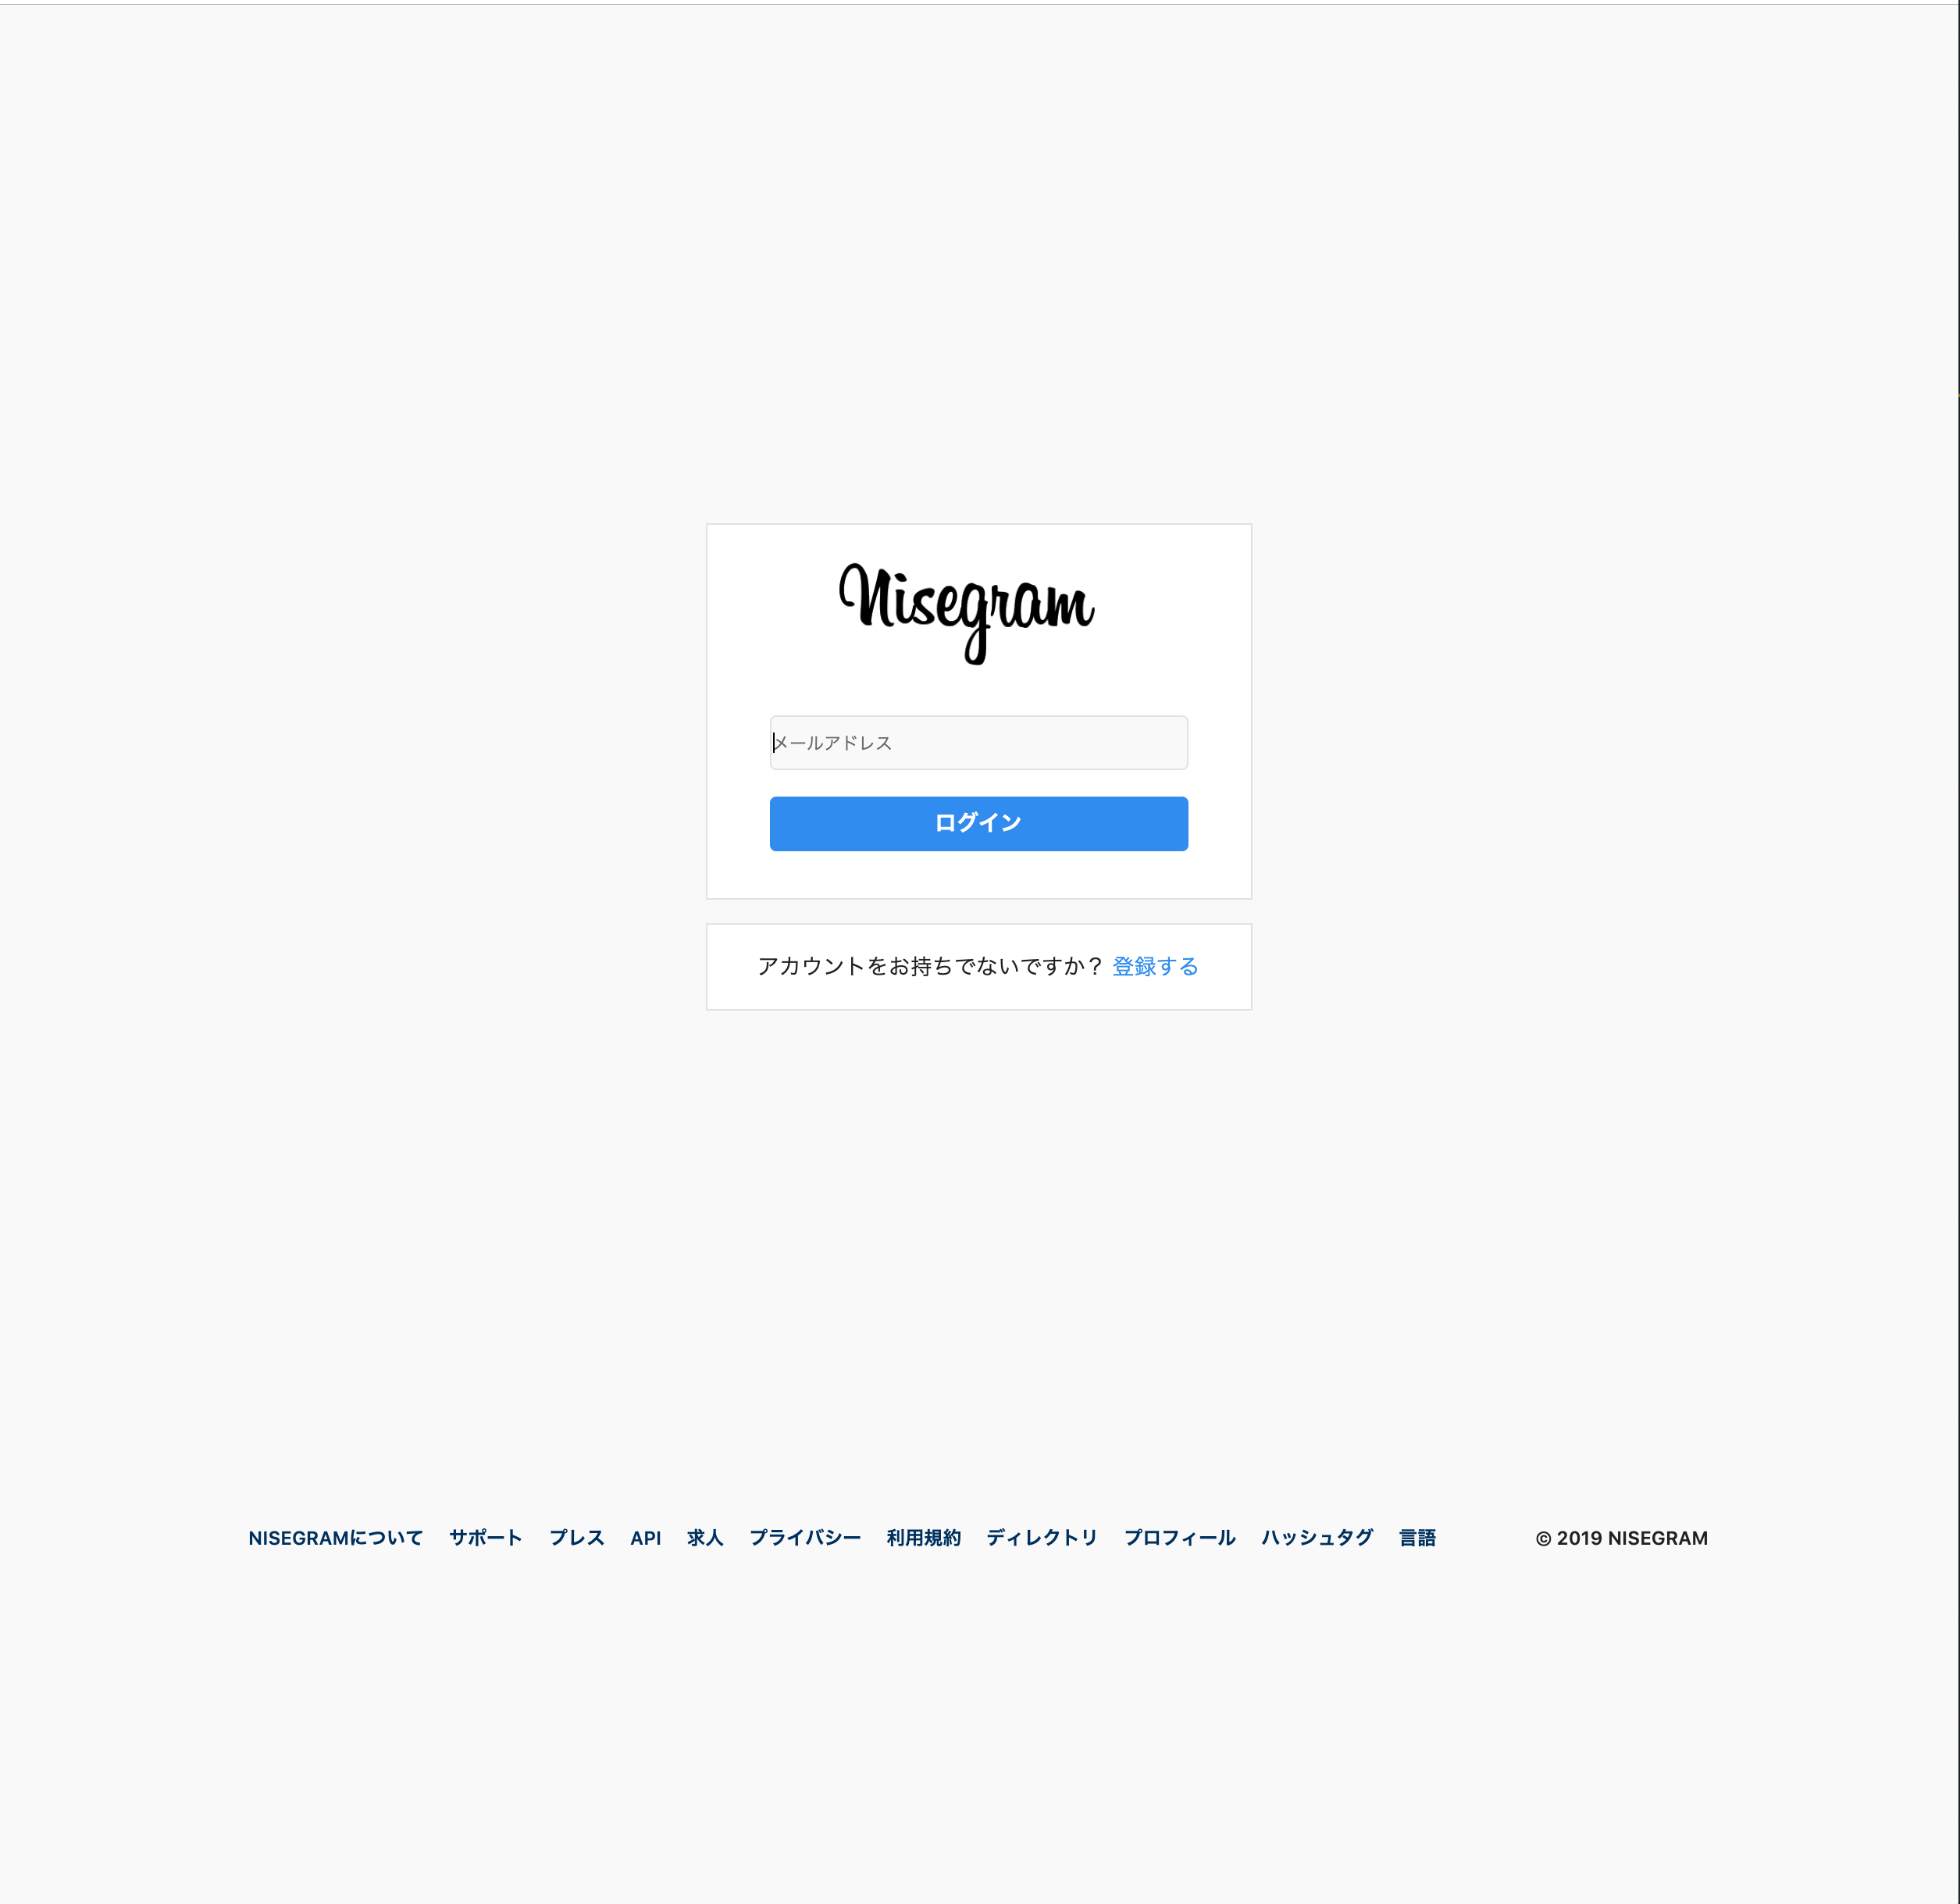 Nisegram
メールアドレス
ログイン
アカウントをお持ちでないですか？ 登録する
NISEGRAMについて サポート プレス API 求人 プライバシー 利用規約 ディレクトリ プロフィール ハッシュタグ 言語 © 2019 NISEGRAM